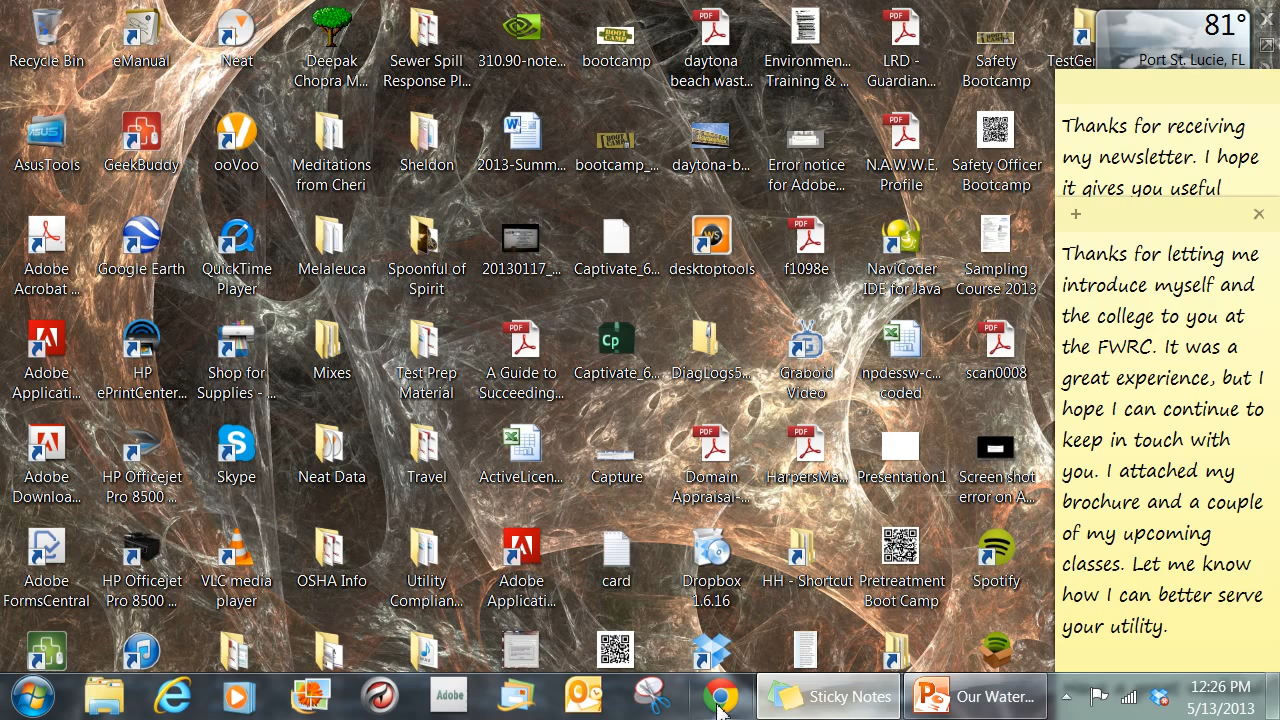 Recycle Bin
eManual
Neat
Deepak
Chopra M...
Sewer Spill
Response Pl...
310.90-note...
bootcamp
daytona
beach wast...
Environmen...
Training & ...
LRD -
Guardian...
Safety
Bootcamp
TestGer
81°
Port St. Lucie, FL
AsusTools
GeekBuddy
ooVoo
Meditations
from Cheri
Sheldon
2013-Summ...
bootcamp_...
daytona-b...
Error notice
for Adobe...
N.A.W.W.E.
Profile
Safety Officer
Bootcamp
Adobe
Acrobat ...
Google Earth
QuickTime
Player
Melaleuca
Spoonful of
Spirit
20130117_...
Captivate_6...
desktoptools
f1098e
NaviCoder
IDE for Java
Sampling
Course 2013
Adobe
Applicati...
HP
ePrintCenter...
Shop for
Supplies - ...
Mixes
Test Prep
Material
A Guide to
Succeeding...
Captivate_6...
DiagLogs5...
Graboid
Video
npdessw-c...
coded
scan0008
Adobe
Downloa...
HP Officejet
Pro 8500 ...
Skype
Neat Data
Travel
ActiveLicen...
Capture
Domain
Appraisal-...
HarpersMa...
Presentation1
Screen shot
error on A...
Adobe
FormsCentral
HP Officejet
Pro 8500 ...
VLC media
player
OSHA Info
Utility
Complian...
Adobe
Applicati...
card
Dropbox
1.6.16
HH - Shortcut
Pretreatment
Boot Camp
Spotify
Thanks for receiving
my newsletter. I hope
it gives you useful
Thanks for letting me
introduce myself and
the college to you at
the FWRC. It was a
great experience, but I
hope I can continue to
keep in touch with
you. I attached my
brochure and a couple
of my upcoming
classes. Let me know
how I can better serve
your utility.
Adobe
Sticky Notes
Our Water...
12:26 PM
5/13/2013